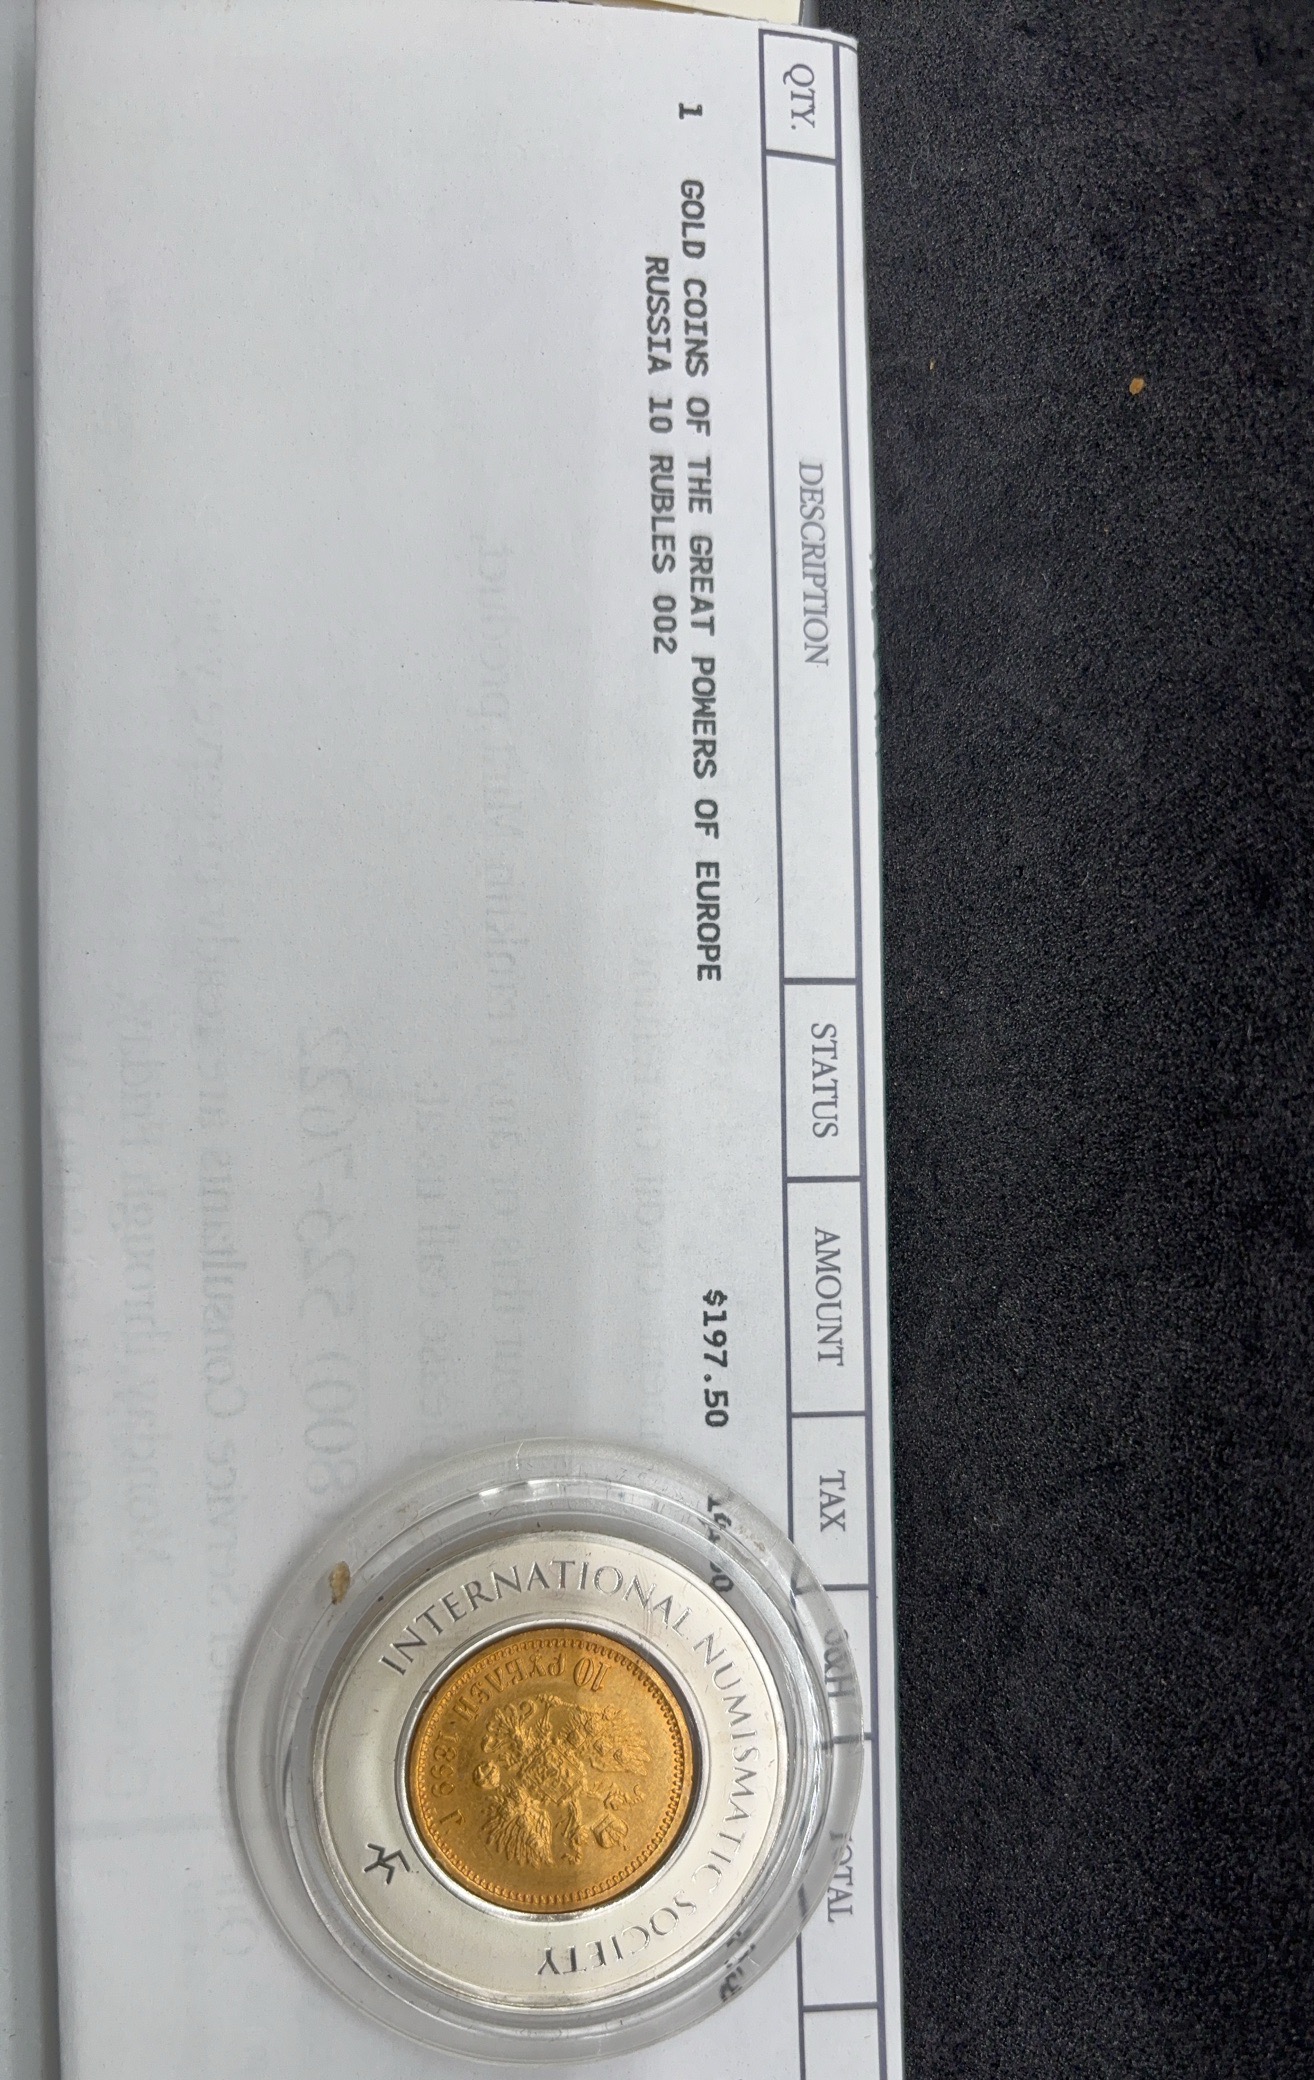 QTY. DESCRIPTION STATUS AMOUNT TAX S&H TOTAL
1 GOLD COINS OF THE GREAT POWERS OF EUROPE $197.50
RUSSIA 10 RUBLES 002
INTERNATIONAL NUMISMATIC SOCIETY
10 РУБЛЕЙ·1899 Г